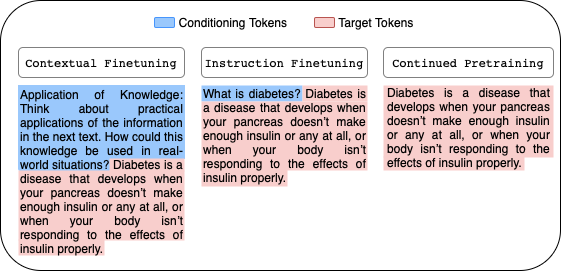 Conditioning Tokens
Target Tokens
Contextual Finetuning
Application of Knowledge:
Think about practical
applications of the information
in the next text. How could this
knowledge be used in real-
world situations? Diabetes is a
disease that develops when
your pancreas doesn't make
enough insulin or any at all, or
when your body isn't
responding to the effects of
insulin properly.
Instruction Finetuning
What is diabetes? Diabetes is
a disease that develops when
your pancreas doesn't make
enough insulin or any at all, or
when your body isn't
responding to the effects of
insulin properly.
Continued Pretraining
Diabetes is a disease that
develops when your pancreas
doesn't make enough insulin
or any at all, or when your
body isn't responding to the
effects of insulin properly.